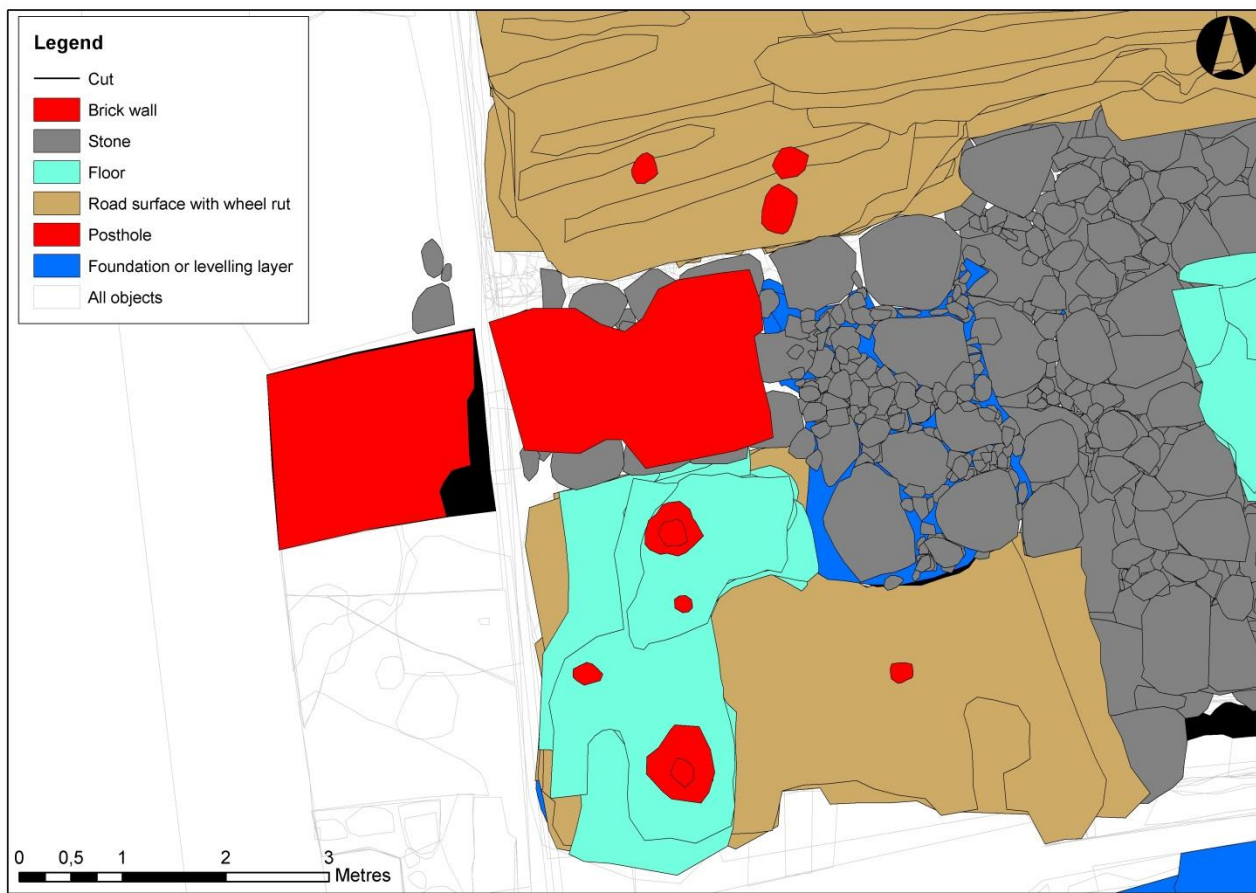 Legend
Cut
Brick wall
Stone
Floor
Road surface with wheel rut
Posthole
Foundation or levelling layer
All objects
0 0,5 1 2 3
Metres